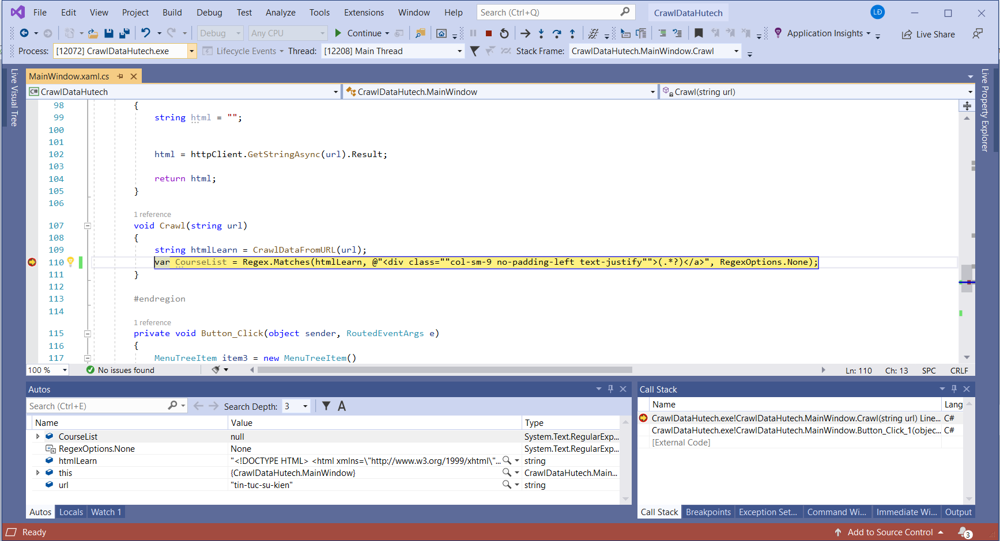 File Edit View Project Build Debug Test Analyze Tools Extensions Window Help Search (Ctrl+Q) CrawlDataHutech LĐ
Debug Any CPU Continue Application Insights Live Share
Process: [12072] CrawlDataHutech.exe Lifecycle Events Thread: [12208] Main Thread Stack Frame: CrawlDataHutech.MainWindow.Crawl
Live Visual Tree
Live Property Explorer
MainWindow.xaml.cs
C# CrawlDataHutech CrawlDataHutech.MainWindow Crawl(string url)
98 {
99 string html = "";
100
101
102 html = httpClient.GetStringAsync(url).Result;
103
104 return html;
105 }
106
1 reference
107 void Crawl(string url)
108 {
109 string htmlLearn = CrawlDataFromURL(url);
110 var CourseList = Regex.Matches(htmlLearn, @"<div class=""col-sm-9 no-padding-left text-justify"">(.*?)</a>", RegexOptions.None);
111 }
112
113 #endregion
114
1 reference
115 private void Button_Click(object sender, RoutedEventArgs e)
116 {
117 MenuTreeItem item3 = new MenuTreeItem()
100 % No issues found Ln: 110 Ch: 13 SPC CRLF
Autos
Search (Ctrl+E) Search Depth: 3 A
Name Value Type
CourseList null System.Text.RegularExp...
RegexOptions.None None System.Text.RegularExp...
htmlLearn "<!DOCTYPE HTML> <html xmlns=\"http://www.w3.org/1999/xhtml\"... string
this {CrawlDataHutech.MainWindow} CrawlDataHutech.Main...
url "tin-tuc-su-kien" string
Autos Locals Watch 1
Call Stack
Name Lang
CrawlDataHutech.exe!CrawlDataHutech.MainWindow.Crawl(string url) Line... C#
CrawlDataHutech.exe!CrawlDataHutech.MainWindow.Button_Click_1(objec... C#
[External Code]
Call Stack Breakpoints Exception Set... Command Wi... Immediate Wi... Output
Ready Add to Source Control 3